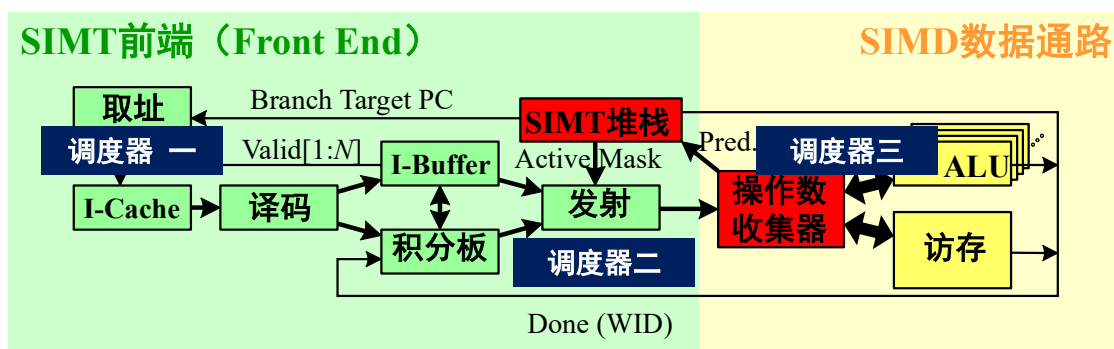 SIMT前端（Front End）
SIMD数据通路
取址
Branch Target PC
SIMT堆栈
调度器 一
Valid[1:N]
I-Buffer
Active Mask
Pred.
调度器三
ALU
I-Cache
译码
发射
操作数
收集器
积分板
调度器二
访存
Done (WID)